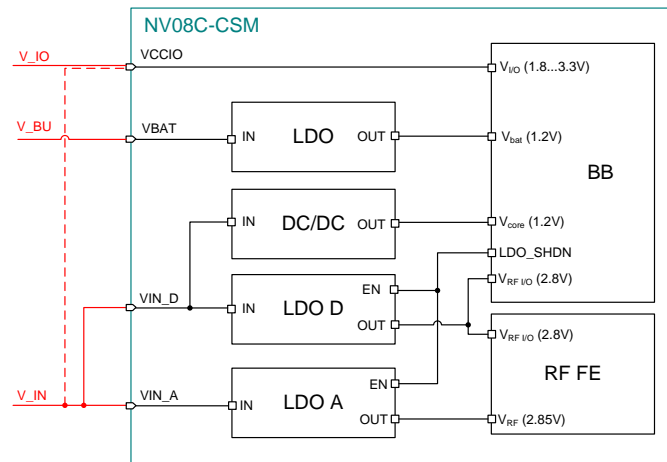 NV08C-CSM
V_IO
VCCIO
V_I/O (1.8...3.3V)
V_BU
VBAT
IN
LDO
OUT
V_bat (1.2V)
BB
IN
DC/DC
OUT
V_core (1.2V)
LDO_SHDN
VIN_D
IN
LDO D
EN
OUT
V_RF I/O (2.8V)
V_RF I/O (2.8V)
RF FE
V_IN
VIN_A
IN
LDO A
EN
OUT
V_RF (2.85V)